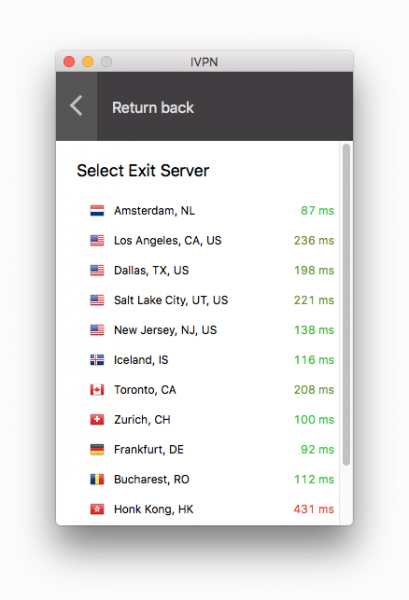 IVPN
Return back
Select Exit Server
Amsterdam, NL 87 ms
Los Angeles, CA, US 236 ms
Dallas, TX, US 198 ms
Salt Lake City, UT, US 221 ms
New Jersey, NJ, US 138 ms
Iceland, IS 116 ms
Toronto, CA 208 ms
Zurich, CH 100 ms
Frankfurt, DE 92 ms
Bucharest, RO 112 ms
Honk Kong, HK 431 ms